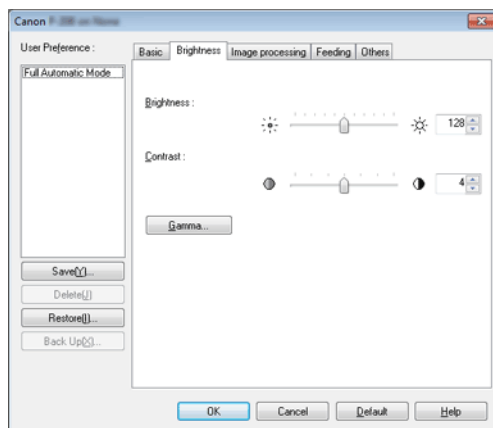 Canon
User Preference :
Full Automatic Mode
Save(Y)...
Delete(J)
Restore(I)...
Back Up(X)...
Basic Brightness Image processing Feeding Others
Brightness :
128
Contrast :
4
Gamma...
OK Cancel Default Help